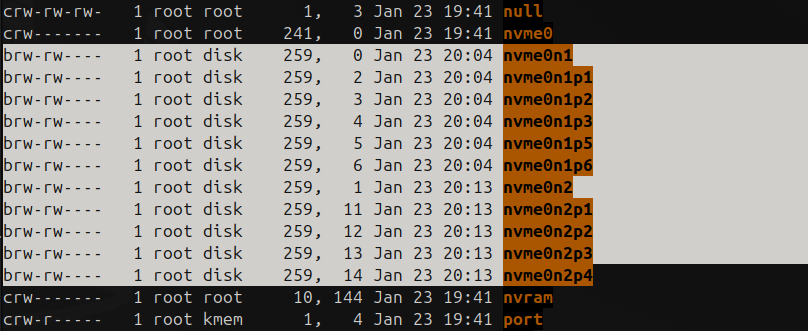 crw-rw-rw-   1 root root      1,   3 Jan 23 19:41 null
crw-------   1 root root    241,   0 Jan 23 19:41 nvme0
brw-rw----   1 root disk    259,   0 Jan 23 20:04 nvme0n1
brw-rw----   1 root disk    259,   2 Jan 23 20:04 nvme0n1p1
brw-rw----   1 root disk    259,   3 Jan 23 20:04 nvme0n1p2
brw-rw----   1 root disk    259,   4 Jan 23 20:04 nvme0n1p3
brw-rw----   1 root disk    259,   5 Jan 23 20:04 nvme0n1p5
brw-rw----   1 root disk    259,   6 Jan 23 20:04 nvme0n1p6
brw-rw----   1 root disk    259,   1 Jan 23 20:13 nvme0n2
brw-rw----   1 root disk    259,  11 Jan 23 20:13 nvme0n2p1
brw-rw----   1 root disk    259,  12 Jan 23 20:13 nvme0n2p2
brw-rw----   1 root disk    259,  13 Jan 23 20:13 nvme0n2p3
brw-rw----   1 root disk    259,  14 Jan 23 20:13 nvme0n2p4
crw-------   1 root root     10, 144 Jan 23 19:41 nvram
crw-r-----   1 root kmem      1,   4 Jan 23 19:41 port